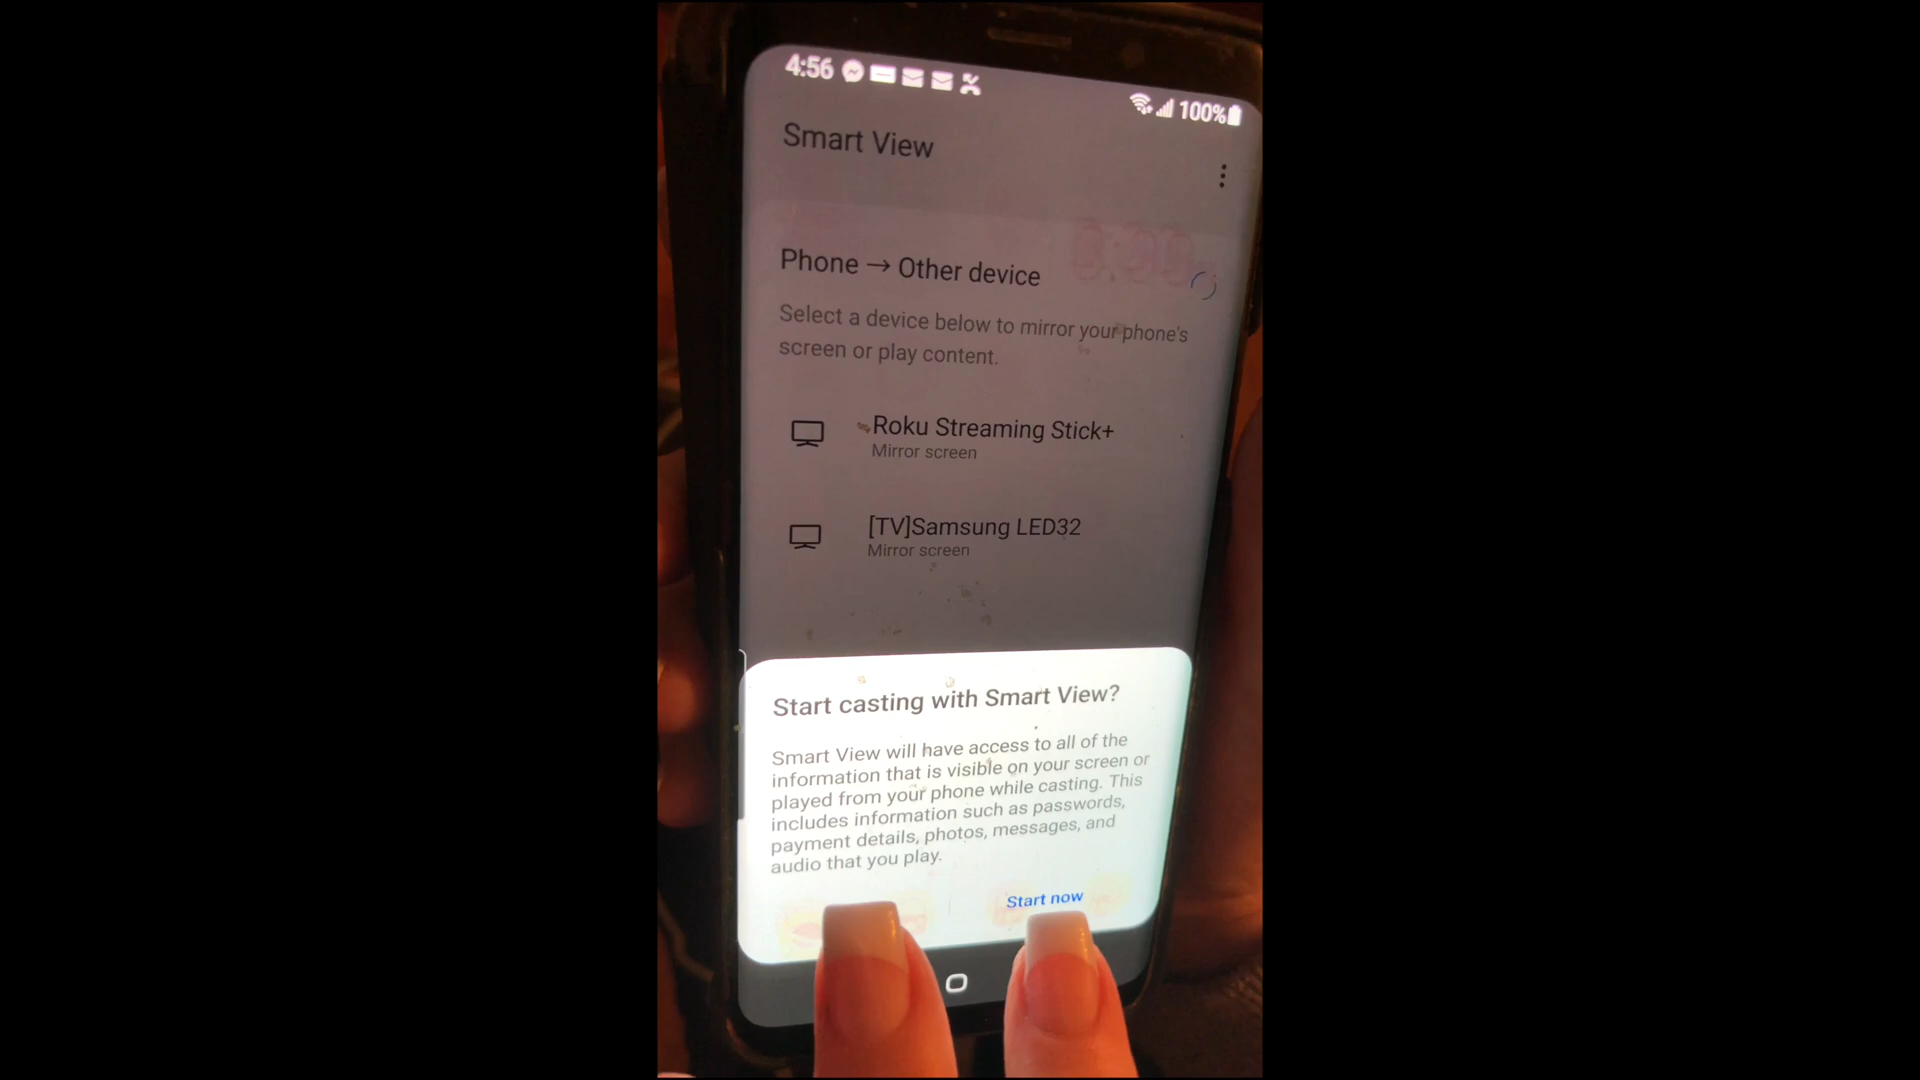 4:56
100%
Smart View
Phone → Other device
Select a device below to mirror your phone's
screen or play content.
Roku Streaming Stick+
Mirror screen
[TV]Samsung LED32
Mirror screen
Start casting with Smart View?
Smart View will have access to all of the
information that is visible on your screen or
played from your phone while casting. This
includes information such as passwords,
payment details, photos, messages, and
audio that you play.
Start now